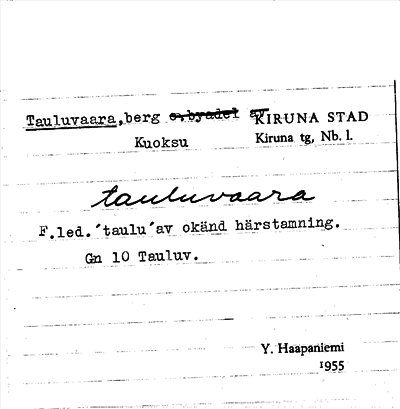 Tauluvaara, berg o. byadel av KIRUNA STAD
Kuoksu Kiruna tg, Nb. l.
tauluvaara
F.led.´taulu´av okänd härstamning.
Gn 10 Tauluv.
Y. Haapaniemi
1955